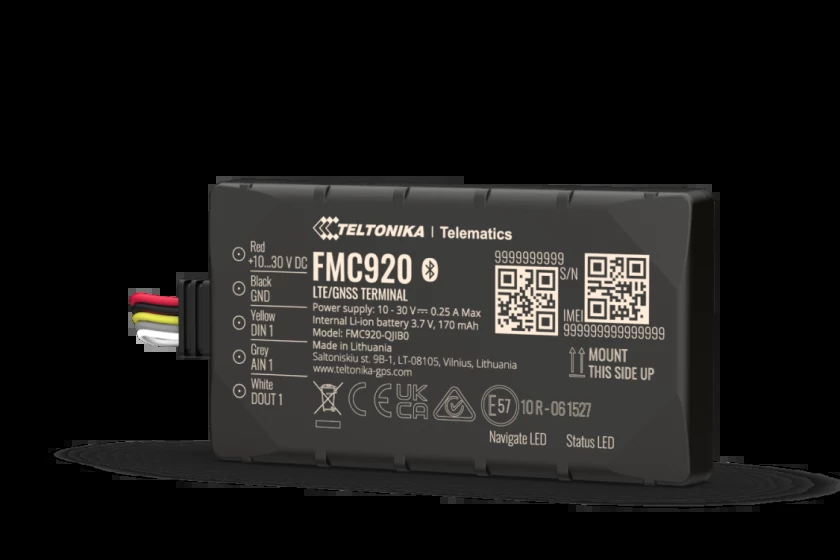 TELTONIKA | Telematics
Red
+10...30 V DC
Black
GND
Yellow
DIN 1
Grey
AIN 1
White
DOUT 1
FMC920
LTE/GNSS TERMINAL
Power supply: 10 - 30 V⎓ 0.25 A Max
Internal Li-ion battery 3.7 V, 170 mAh
Model: FMC920-QJIB0
Made in Lithuania
Saltoniskiu st. 9B-1, LT-08105, Vilnius, Lithuania
www.teltonika-gps.com
CE UK
CA
E57 10 R - 06 1527
9999999999
S/N
IMEI
999999999999999
MOUNT
THIS SIDE UP
Navigate LED Status LED